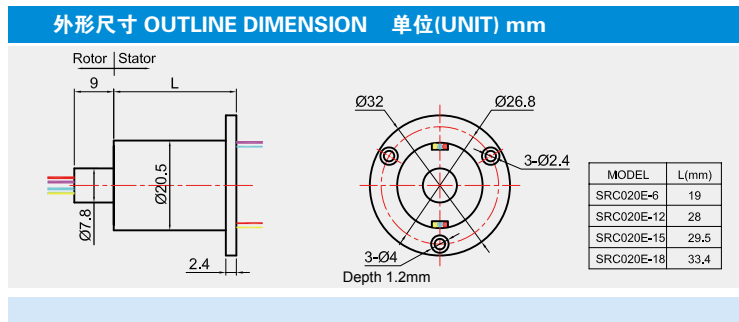 外形尺寸 OUTLINE DIMENSION 单位(UNIT) mm
Rotor Stator
9 L
Ø7.8
Ø20.5
2.4
Ø32
Ø26.8
3-Ø2.4
3-Ø4
Depth 1.2mm
MODEL L(mm)
SRC020E-6 19
SRC020E-12 28
SRC020E-15 29.5
SRC020E-18 33.4